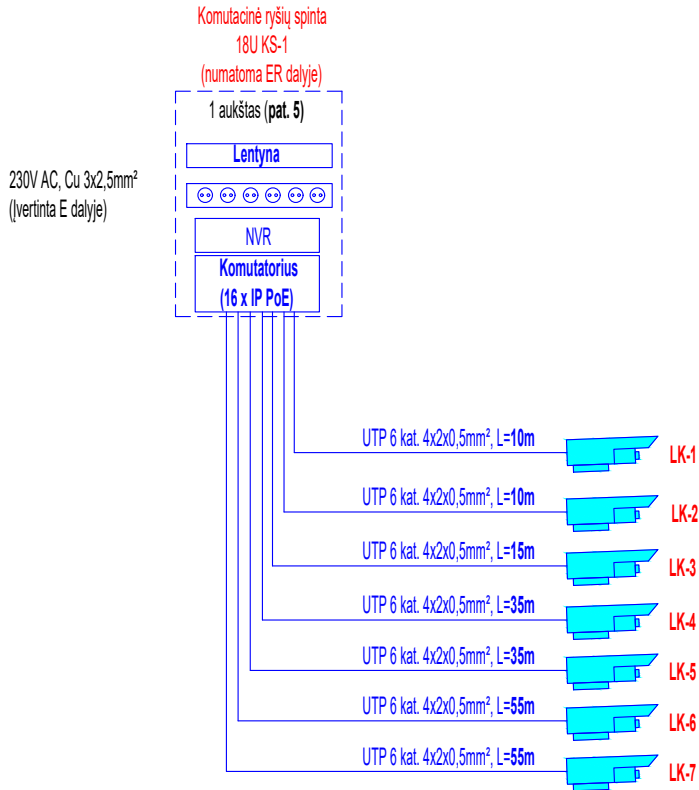 Komutacinė ryšių spinta
18U KS-1
(numatoma ER dalyje)
1 aukštas (pat. 5)
Lentyna
230V AC, Cu 3x2,5mm²
(Įvertinta E dalyje)
NVR
Komutatorius
(16 x IP PoE)
UTP 6 kat. 4x2x0,5mm², L=10m
LK-1
UTP 6 kat. 4x2x0,5mm², L=10m
LK-2
UTP 6 kat. 4x2x0,5mm², L=15m
LK-3
UTP 6 kat. 4x2x0,5mm², L=35m
LK-4
UTP 6 kat. 4x2x0,5mm², L=35m
LK-5
UTP 6 kat. 4x2x0,5mm², L=55m
LK-6
UTP 6 kat. 4x2x0,5mm², L=55m
LK-7